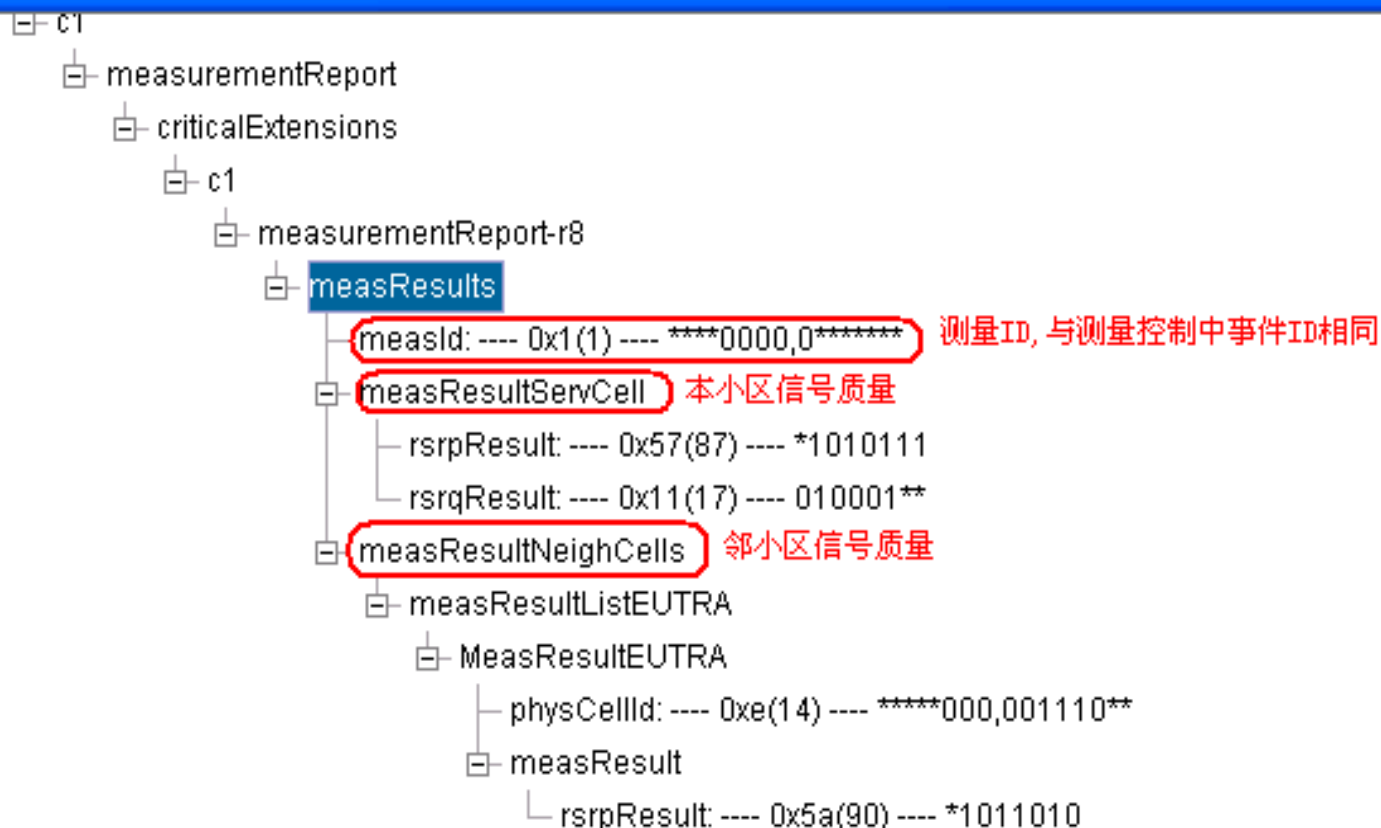 c1
measurementReport
criticalExtensions
c1
measurementReport-r8
measResults
measId: ---- 0x1(1) ---- ****0000,0******* 测量ID,与测量控制中事件ID相同
measResultServCell 本小区信号质量
rsrpResult: ---- 0x57(87) ---- *1010111
rsrqResult: ---- 0x11(17) ---- 010001**
measResultNeighCells 邻小区信号质量
measResultListEUTRA
MeasResultEUTRA
physCellId: ---- 0xe(14) ---- *****000,001110**
measResult
rsrpResult: ---- 0x5a(90) ---- *1011010